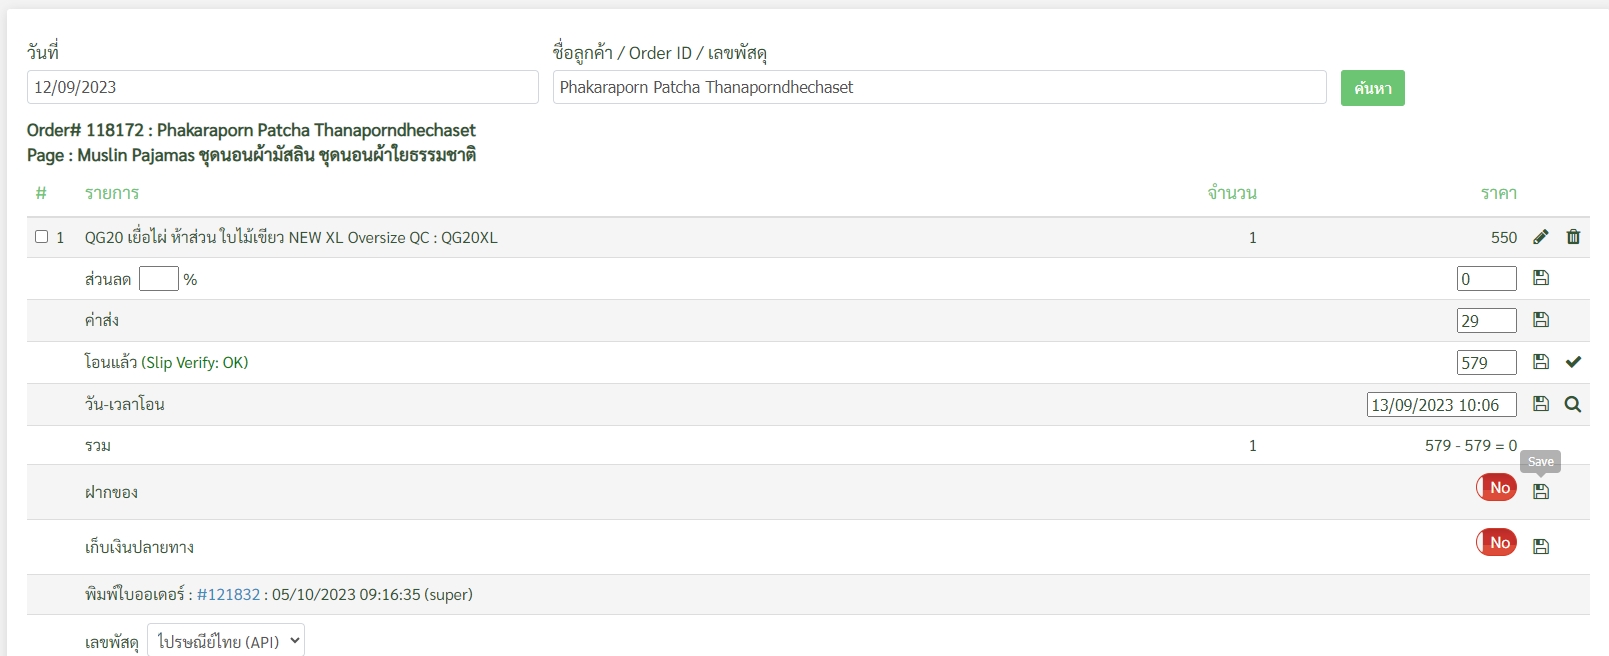 วันที่ ชื่อลูกค้า / Order ID / เลขพัสดุ
12/09/2023 Phakaraporn Patcha Thanaporndhechaset ค้นหา
Order# 118172 : Phakaraporn Patcha Thanaporndhechaset
Page : Muslin Pajamas ชุดนอนผ้ามัสลิน ชุดนอนผ้าใยธรรมชาติ
# รายการ จำนวน ราคา
1 QG20 เยื่อไผ่ ห้าส่วน ใบไม้เขียว NEW XL Oversize QC : QG20XL 1 550
ส่วนลด % 0
ค่าส่ง 29
โอนแล้ว (Slip Verify: OK) 579
วัน-เวลาโอน 13/09/2023 10:06
รวม 1 579 - 579 = 0
Save
ฝากของ No
เก็บเงินปลายทาง No
พิมพ์ใบออเดอร์ : #121832 : 05/10/2023 09:16:35 (super)
เลขพัสดุ ไปรษณีย์ไทย (API)